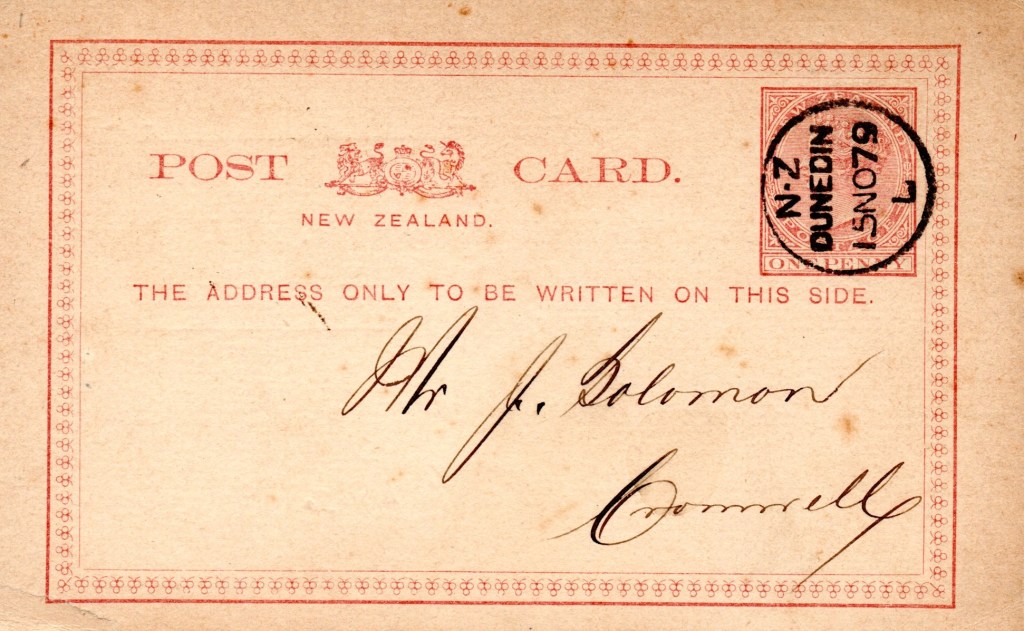 POST CARD.
NEW ZEALAND.
ONE PENNY
N.Z
DUNEDIN
15NO79
L
THE ADDRESS ONLY TO BE WRITTEN ON THIS SIDE.
Mr J. Solomon
Cromwell